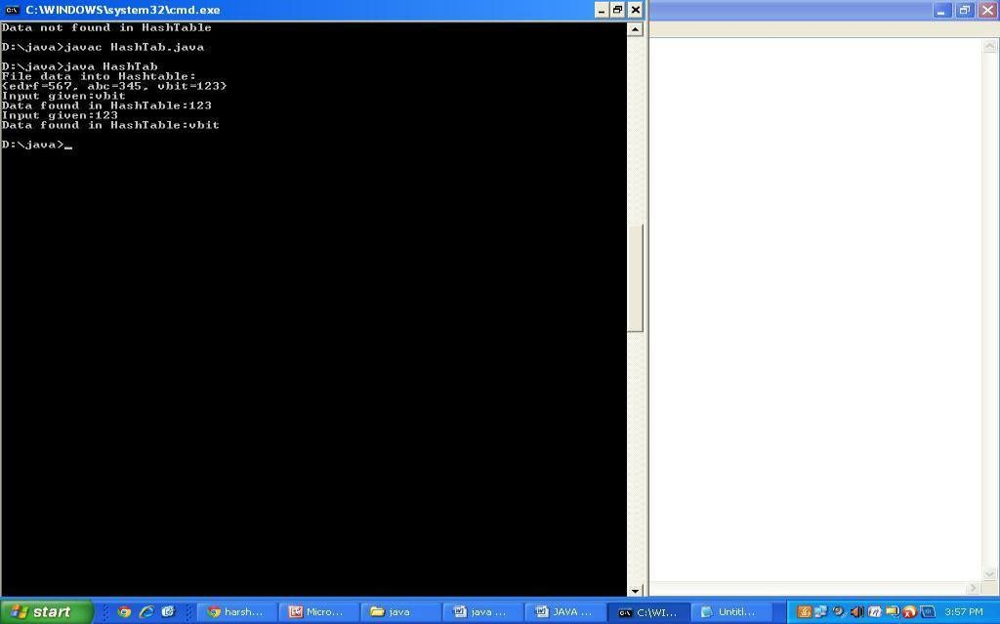 C:\WINDOWS\system32\cmd.exe
Data not found in HashTable
D:\java>javac HashTab.java
D:\java>java HashTab
File data into Hashtable:
{edrf=567, abc=345, vbit=123}
Input given:vbit
Data found in HashTable:123
Input given:123
Data found in HashTable:vbit
D:\java>_
start harsh... Micro... java java ... JAVA ... C:\WI... Untitl... 3:57 PM